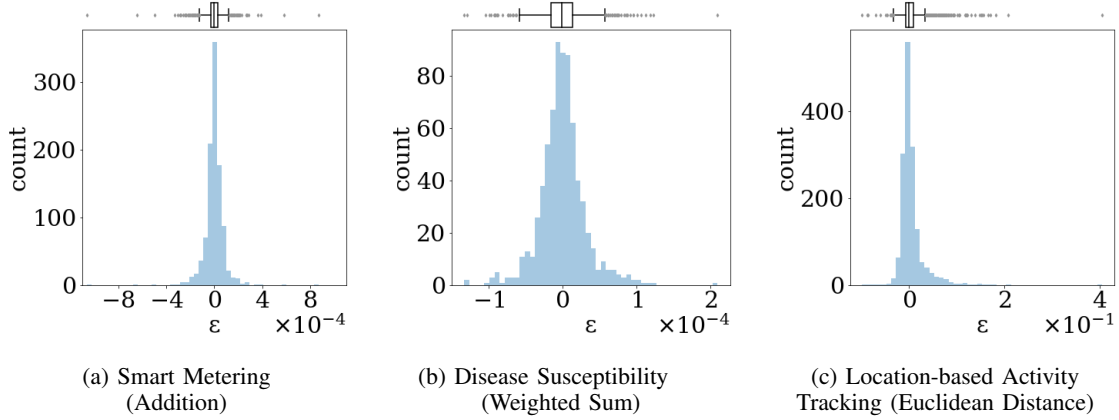 300
200
100
0
count
−8 −4 0 4 8
ε ×10⁻⁴
80
60
40
20
0
count
−1 0 1 2
ε ×10⁻⁴
400
200
0
count
0 2 4
ε ×10⁻¹
(a) Smart Metering
(Addition)
(b) Disease Susceptibility
(Weighted Sum)
(c) Location-based Activity
Tracking (Euclidean Distance)